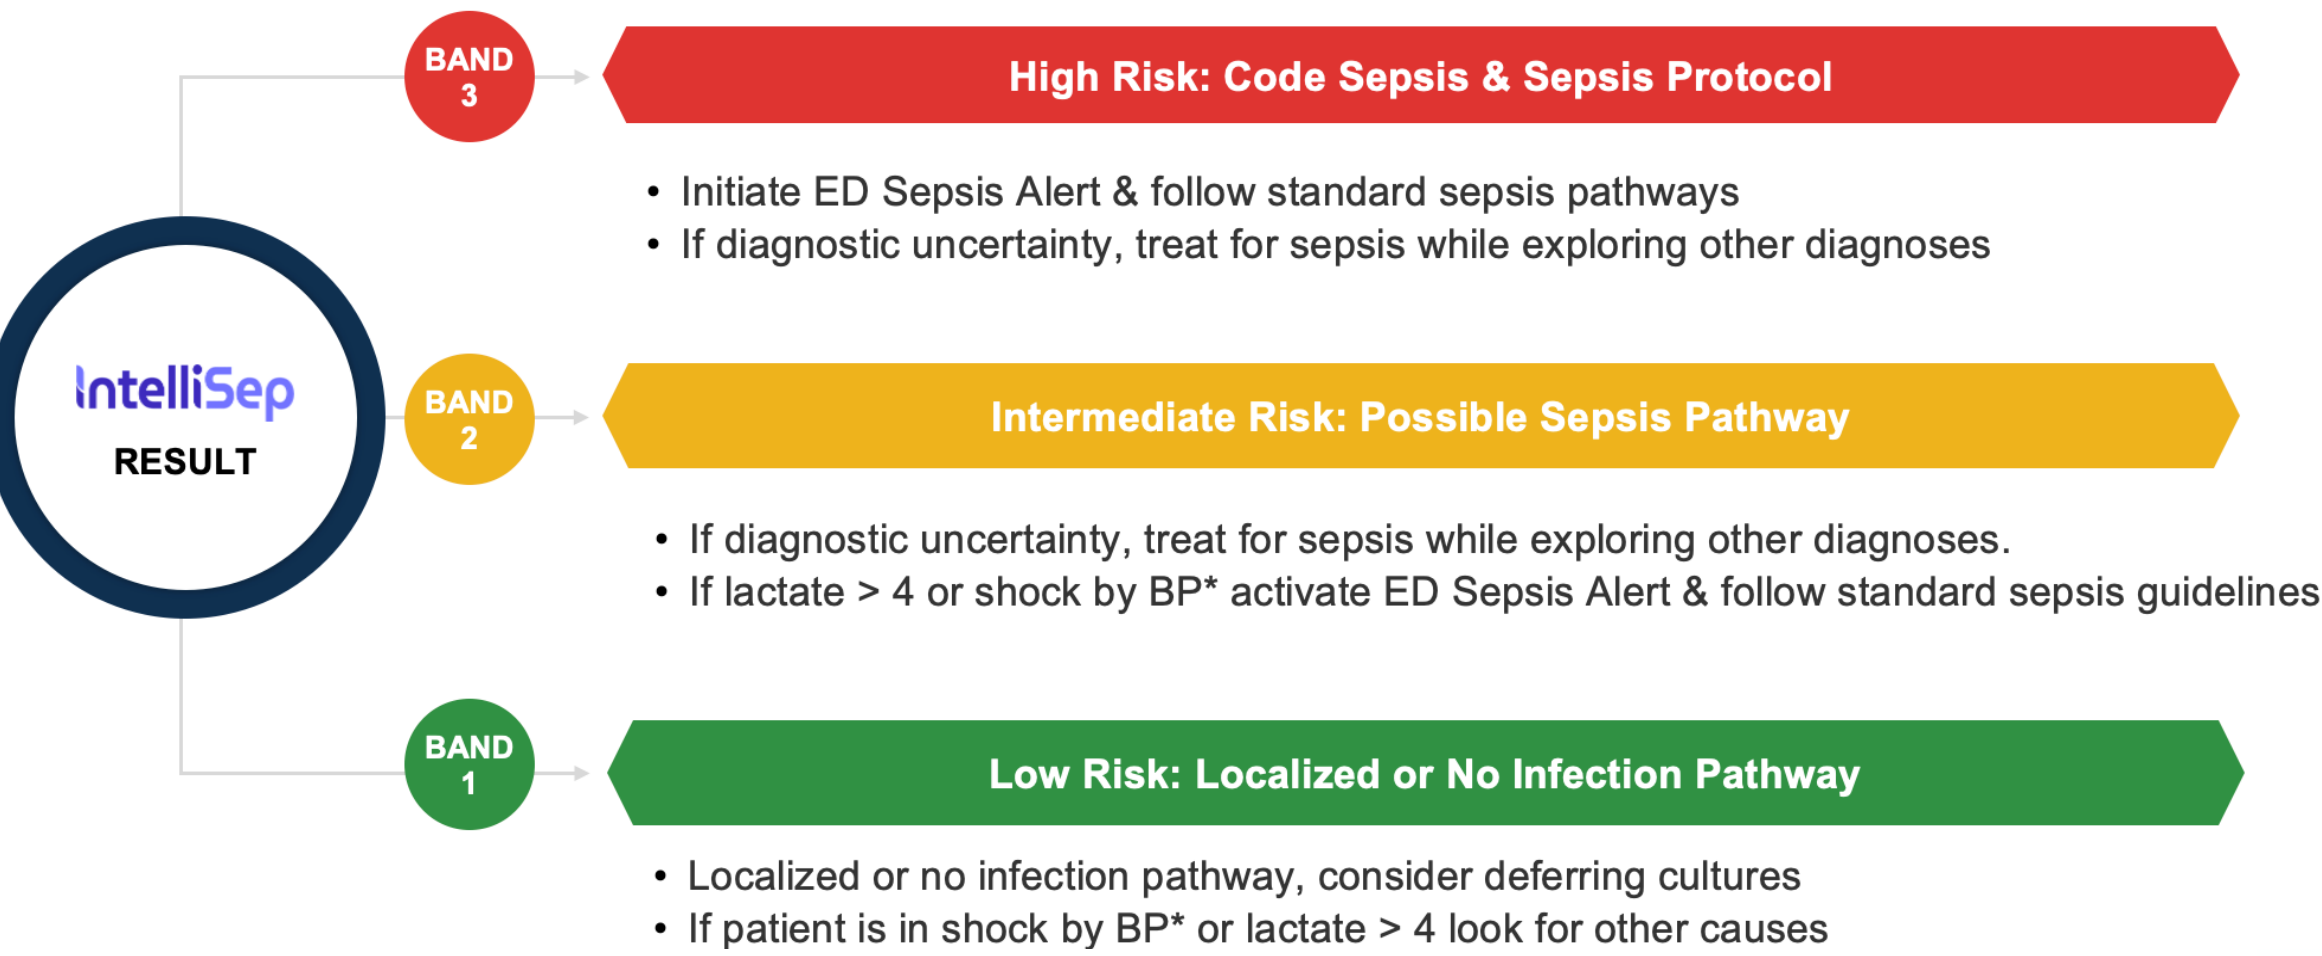 BAND
3
High Risk: Code Sepsis & Sepsis Protocol
• Initiate ED Sepsis Alert & follow standard sepsis pathways
• If diagnostic uncertainty, treat for sepsis while exploring other diagnoses
IntelliSep
RESULT
BAND
2
Intermediate Risk: Possible Sepsis Pathway
• If diagnostic uncertainty, treat for sepsis while exploring other diagnoses.
• If lactate > 4 or shock by BP* activate ED Sepsis Alert & follow standard sepsis guidelines
BAND
1
Low Risk: Localized or No Infection Pathway
• Localized or no infection pathway, consider deferring cultures
• If patient is in shock by BP* or lactate > 4 look for other causes